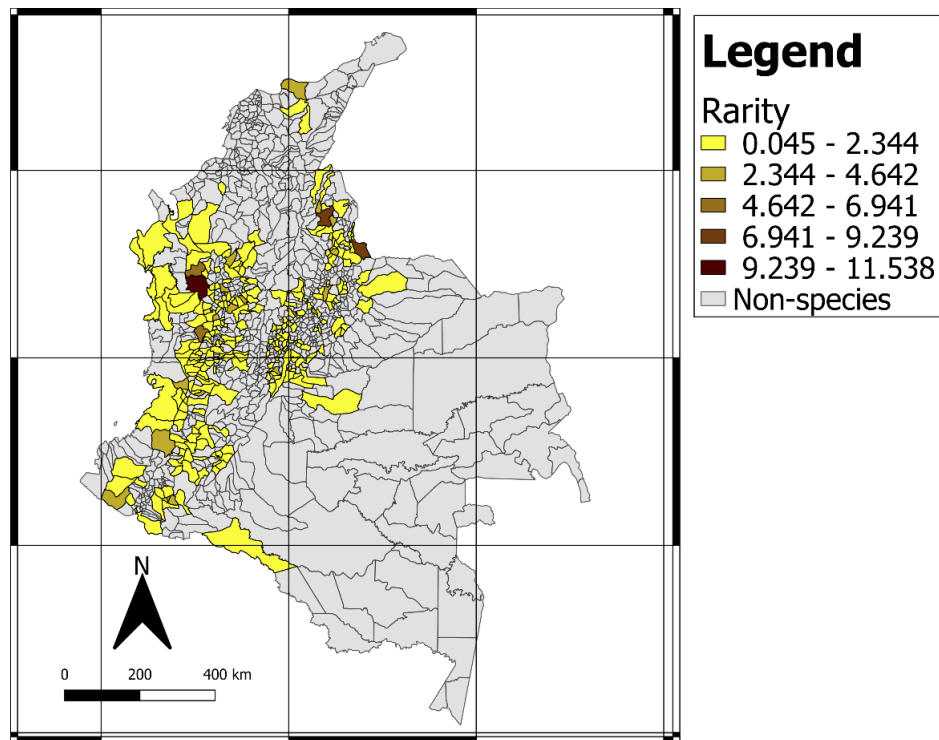 Legend
Rarity
0.045 - 2.344
2.344 - 4.642
4.642 - 6.941
6.941 - 9.239
9.239 - 11.538
Non-species
N
0 200 400 km